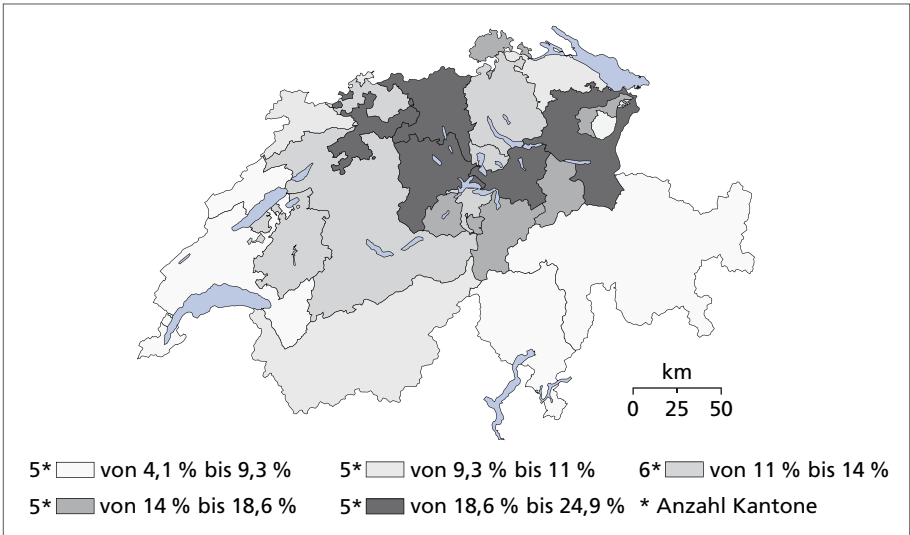 km
0 25 50
5* von 4,1 % bis 9,3 % 5* von 9,3 % bis 11 % 6* von 11 % bis 14 %
5* von 14 % bis 18,6 % 5* von 18,6 % bis 24,9 % * Anzahl Kantone